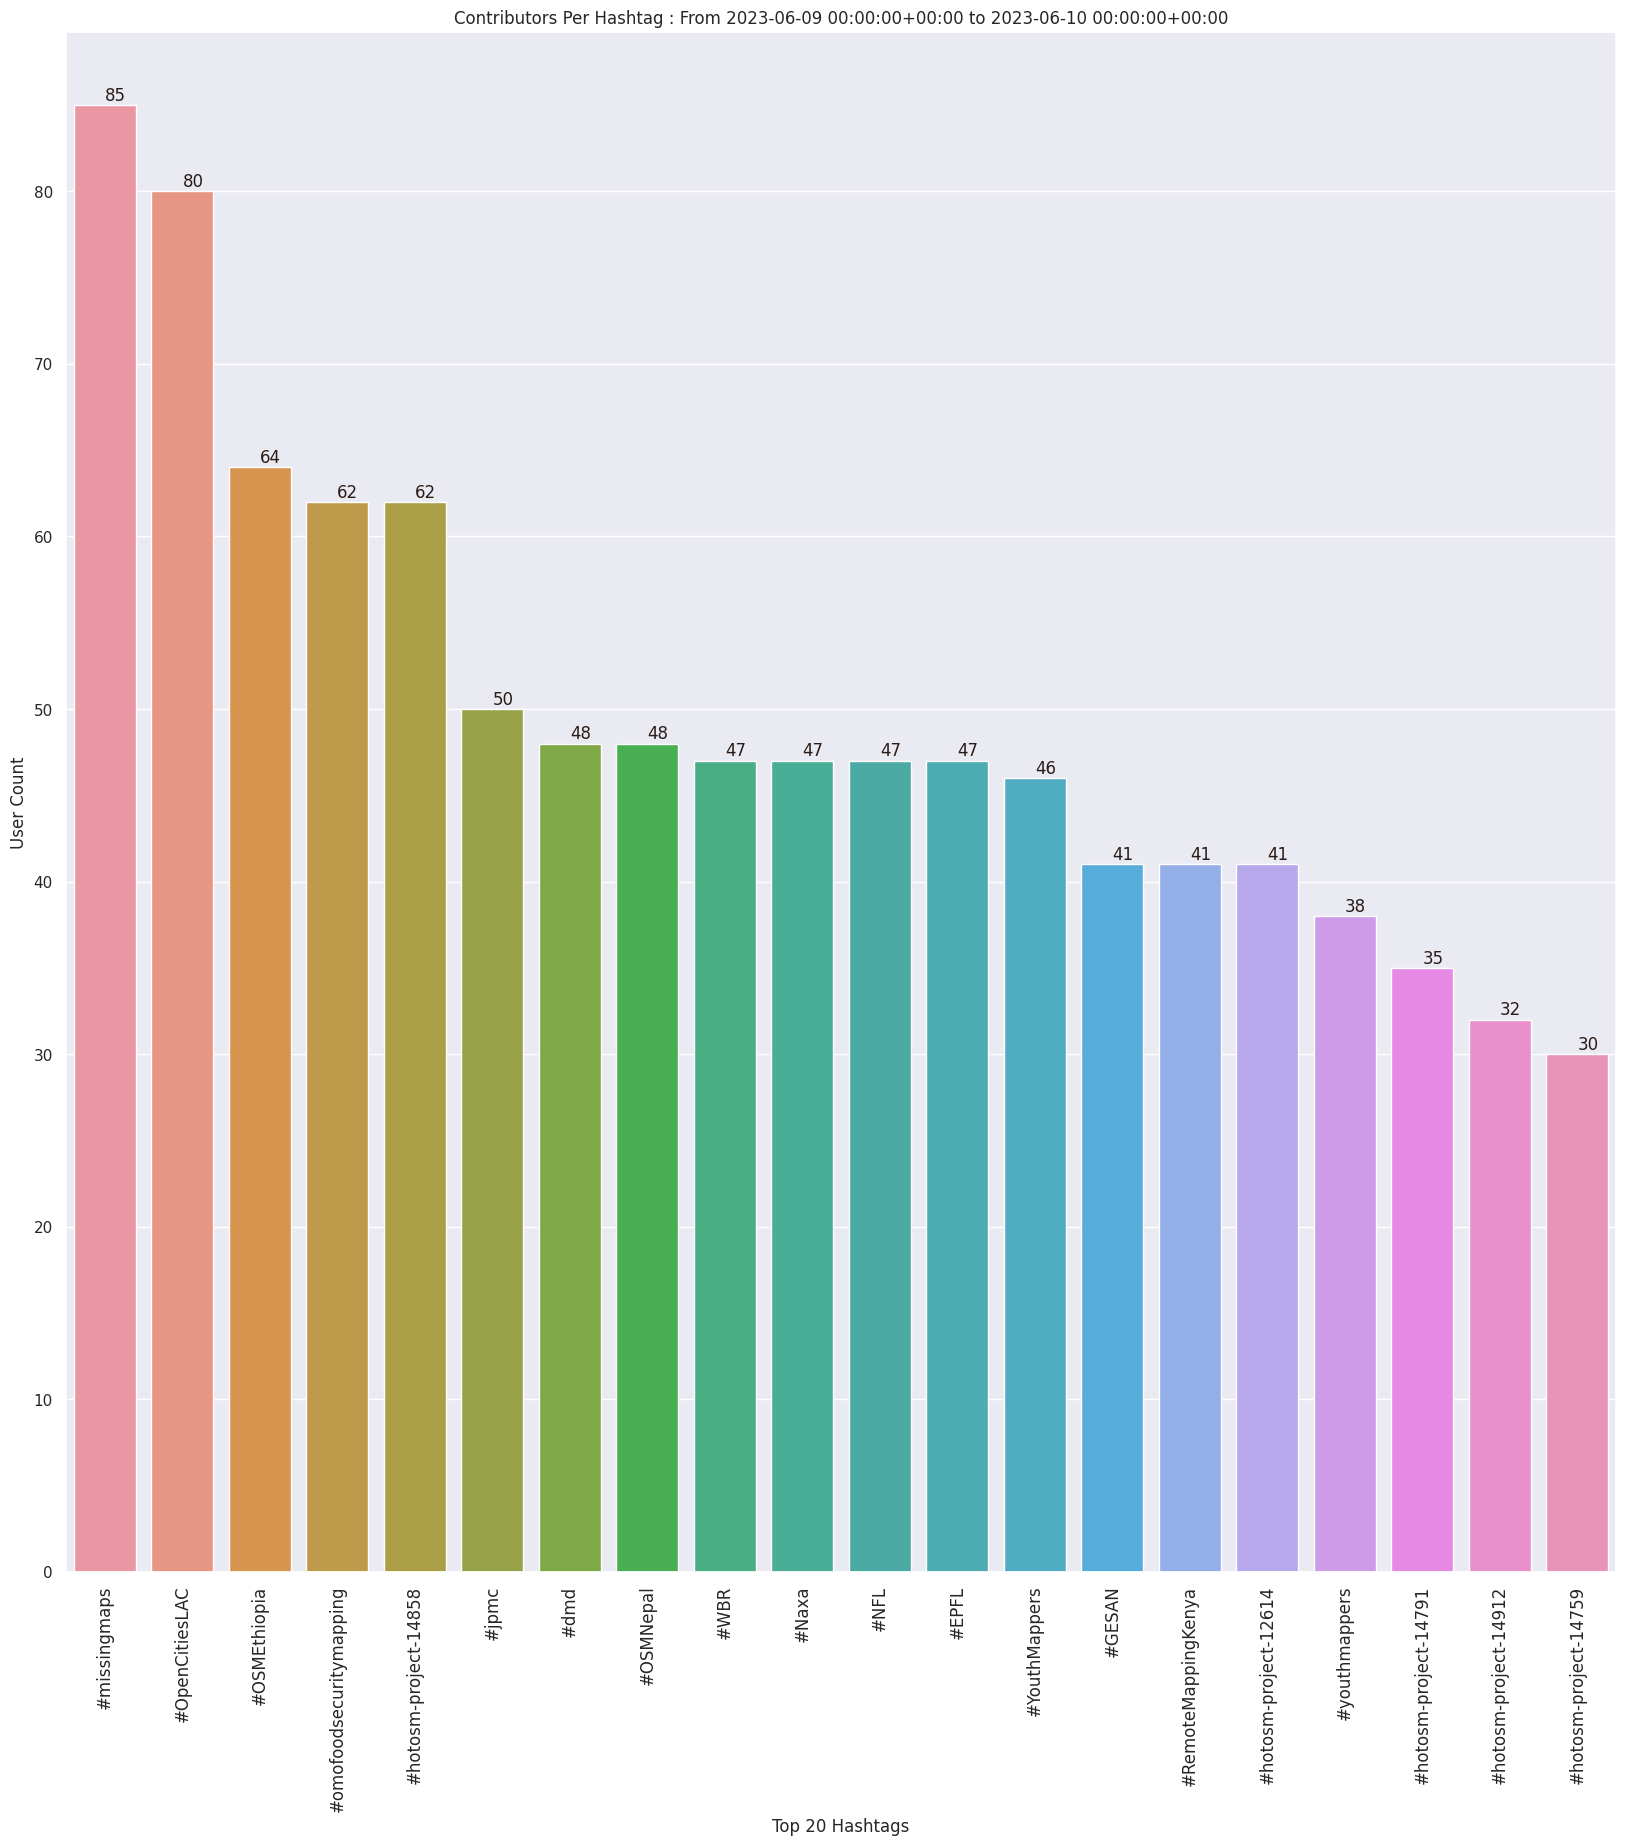 Contributors Per Hashtag : From 2023-06-09 00:00:00+00:00 to 2023-06-10 00:00:00+00:00
85
80
64
62
62
50
48
48
47
47
47
47
46
41
41
41
38
35
32
30
User Count
80
70
60
50
40
30
20
10
0
#missingmaps
#OpenCitiesLAC
#OSMEthiopia
#omofoodsecuritymapping
#hotosm-project-14858
#jpmc
#dmd
#OSMNepal
#WBR
#Naxa
#NFL
#EPFL
#YouthMappers
#GESAN
#RemoteMappingKenya
#hotosm-project-12614
#youthmappers
#hotosm-project-14791
#hotosm-project-14912
#hotosm-project-14759
Top 20 Hashtags